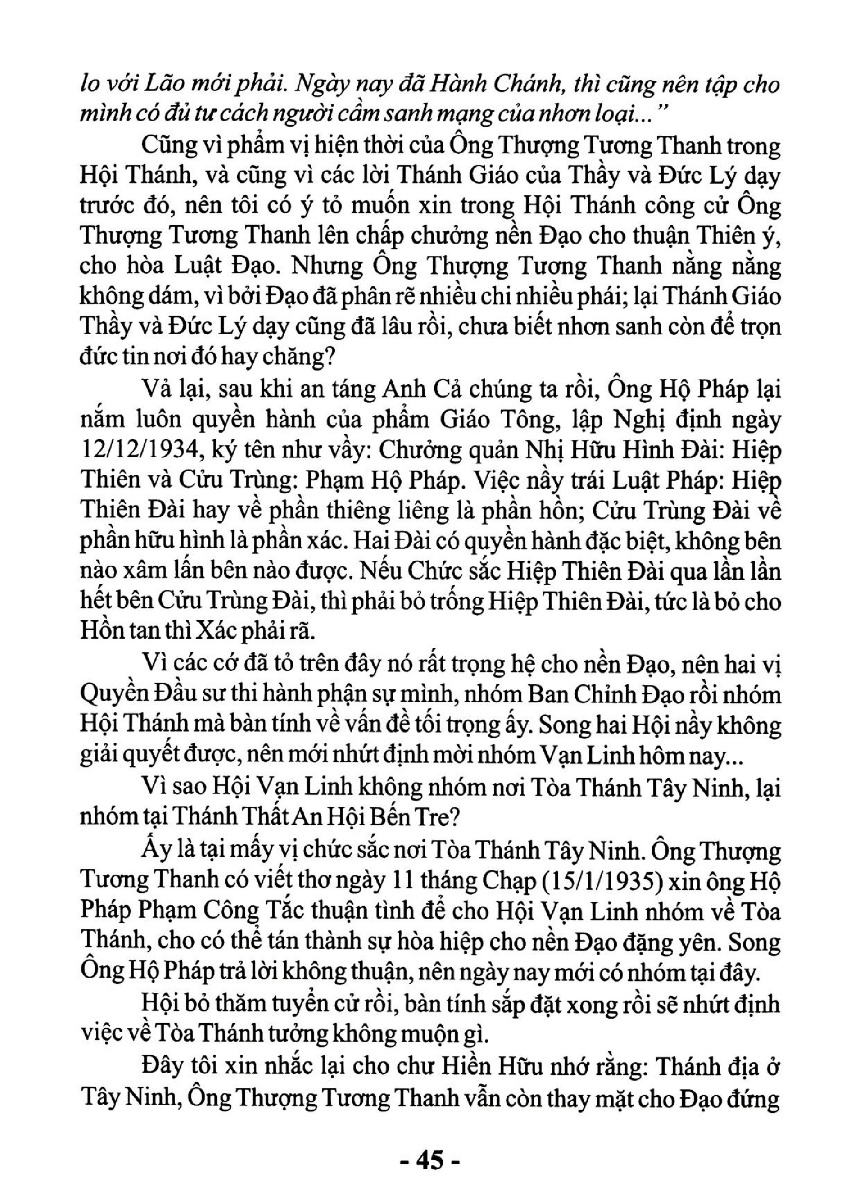 lo với Lão mới phải. Ngày nay đã Hành Chánh, thì cũng nên tập cho
mình có đủ tư cách người cầm sanh mạng của nhơn loại...”
Cũng vì phẩm vị hiện thời của Ông Thượng Tương Thanh trong
Hội Thánh, và cũng vì các lời Thánh Giáo của Thầy và Đức Lý dạy
trước đó, nên tôi có ý tỏ muốn xin trong Hội Thánh công cử Ông
Thượng Tương Thanh lên chấp chưởng nền Đạo cho thuận Thiên ý,
cho hòa Luật Đạo. Nhưng Ông Thượng Tương Thanh nằng nằng
không dám, vì bởi Đạo đã phân rẽ nhiều chi nhiều phái; lại Thánh Giáo
Thầy và Đức Lý dạy cũng đã lâu rồi, chưa biết nhơn sanh còn để trọn
đức tin nơi đó hay chăng?
Vả lại, sau khi an táng Anh Cả chúng ta rồi, Ông Hộ Pháp lại
nắm luôn quyền hành của phẩm Giáo Tông, lập Nghị định ngày
12/12/1934, ký tên như vầy: Chưởng quản Nhị Hữu Hình Đài: Hiệp
Thiên và Cửu Trùng: Phạm Hộ Pháp. Việc nầy trái Luật Pháp: Hiệp
Thiên Đài hay về phần thiêng liêng là phần hồn; Cửu Trùng Đài về
phần hữu hình là phần xác. Hai Đài có quyền hành đặc biệt, không bên
nào xâm lấn bên nào được. Nếu Chức sắc Hiệp Thiên Đài qua lần lần
hết bên Cửu Trùng Đài, thì phải bỏ trống Hiệp Thiên Đài, tức là bỏ cho
Hồn tan thì Xác phải rã.
Vì các cớ đã tỏ trên đây nó rất trọng hệ cho nền Đạo, nên hai vị
Quyền Đầu sư thi hành phận sự mình, nhóm Ban Chỉnh Đạo rồi nhóm
Hội Thánh mà bàn tính về vấn đề tối trọng ấy. Song hai Hội nầy không
giải quyết được, nên mới nhứt định mời nhóm Vạn Linh hôm nay...
Vì sao Hội Vạn Linh không nhóm nơi Tòa Thánh Tây Ninh, lại
nhóm tại Thánh Thất An Hội Bến Tre?
Ấy là tại mấy vị chức sắc nơi Tòa Thánh Tây Ninh. Ông Thượng
Tương Thanh có viết thơ ngày 11 tháng Chạp (15/1/1935) xin ông Hộ
Pháp Phạm Công Tắc thuận tình để cho Hội Vạn Linh nhóm về Tòa
Thánh, cho có thể tán thành sự hòa hiệp cho nền Đạo đặng yên. Song
Ông Hộ Pháp trả lời không thuận, nên ngày nay mới có nhóm tại đây.
Hội bỏ thăm tuyển cử rồi, bàn tính sắp đặt xong rồi sẽ nhứt định
việc về Tòa Thánh tưởng không muộn gì.
Đây tôi xin nhắc lại cho chư Hiền Hữu nhớ rằng: Thánh địa ở
Tây Ninh, Ông Thượng Tương Thanh vẫn còn thay mặt cho Đạo đứng
- 45 -